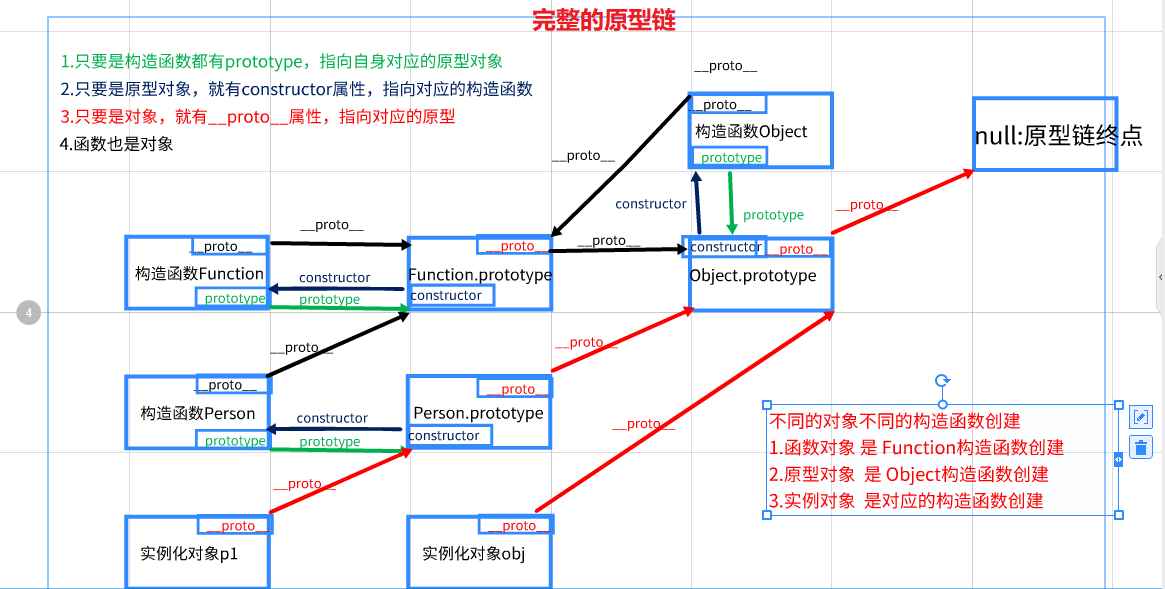 完整的原型链
1.只要是构造函数都有prototype，指向自身对应的原型对象
2.只要是原型对象，就有constructor属性，指向对应的构造函数
3.只要是对象，就有__proto__属性，指向对应的原型
4.函数也是对象
__proto__
__proto__
构造函数Object
prototype
null:原型链终点
__proto__
constructor
prototype
__proto__
__proto__
__proto__
构造函数Function
prototype
constructor
prototype
__proto__
Function.prototype
constructor
__proto__
constructor
__proto__
Object.prototype
4
__proto__
__proto__
构造函数Person
prototype
constructor
prototype
__proto__
__proto__
Person.prototype
constructor
__proto__
不同的对象不同的构造函数创建
1.函数对象 是 Function构造函数创建
2.原型对象 是 Object构造函数创建
3.实例对象 是对应的构造函数创建
__proto__
__proto__
实例化对象p1
__proto__
实例化对象obj